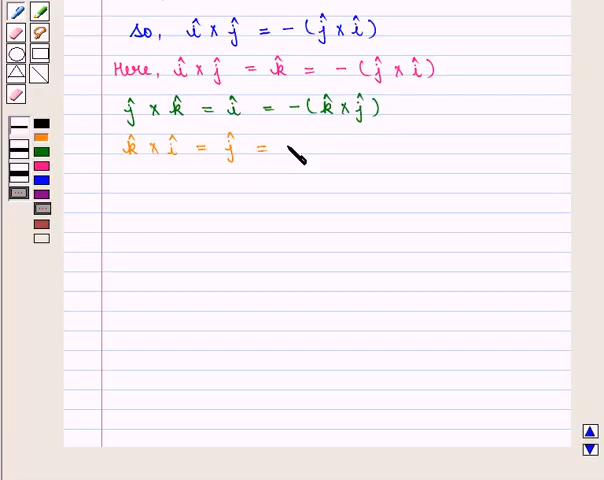 So, î × ĵ = - (ĵ × î)
Here, î × ĵ = k̂ = - (ĵ × î)
ĵ × k̂ = î = - (k̂ × ĵ)
k̂ × î = ĵ =